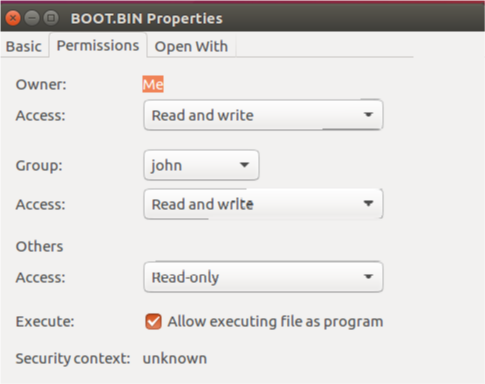 BOOT.BIN Properties
Basic Permissions Open With
Owner: Me
Access: Read and write
Group: john
Access: Read and write
Others
Access: Read-only
Execute: Allow executing file as program
Security context: unknown